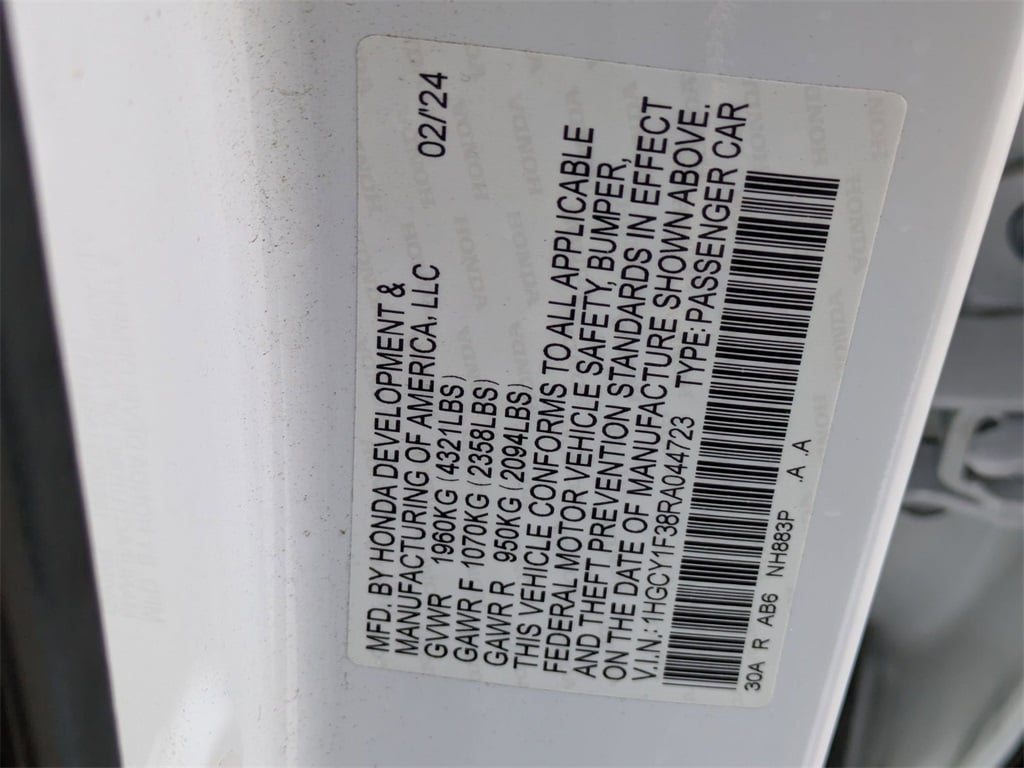 MFD. BY HONDA DEVELOPMENT &
MANUFACTURING OF AMERICA, LLC 02/'24
GVWR 1960KG (4321LBS)
GAWR F 1070KG (2358LBS)
GAWR R 950KG (2094LBS)
THIS VEHICLE CONFORMS TO ALL APPLICABLE
FEDERAL MOTOR VEHICLE SAFETY, BUMPER,
AND THEFT PREVENTION STANDARDS IN EFFECT
ON THE DATE OF MANUFACTURE SHOWN ABOVE.
V.I.N.: 1HGCY1F38RA044723 TYPE: PASSENGER CAR
30A R AB6 NH883P .A .A